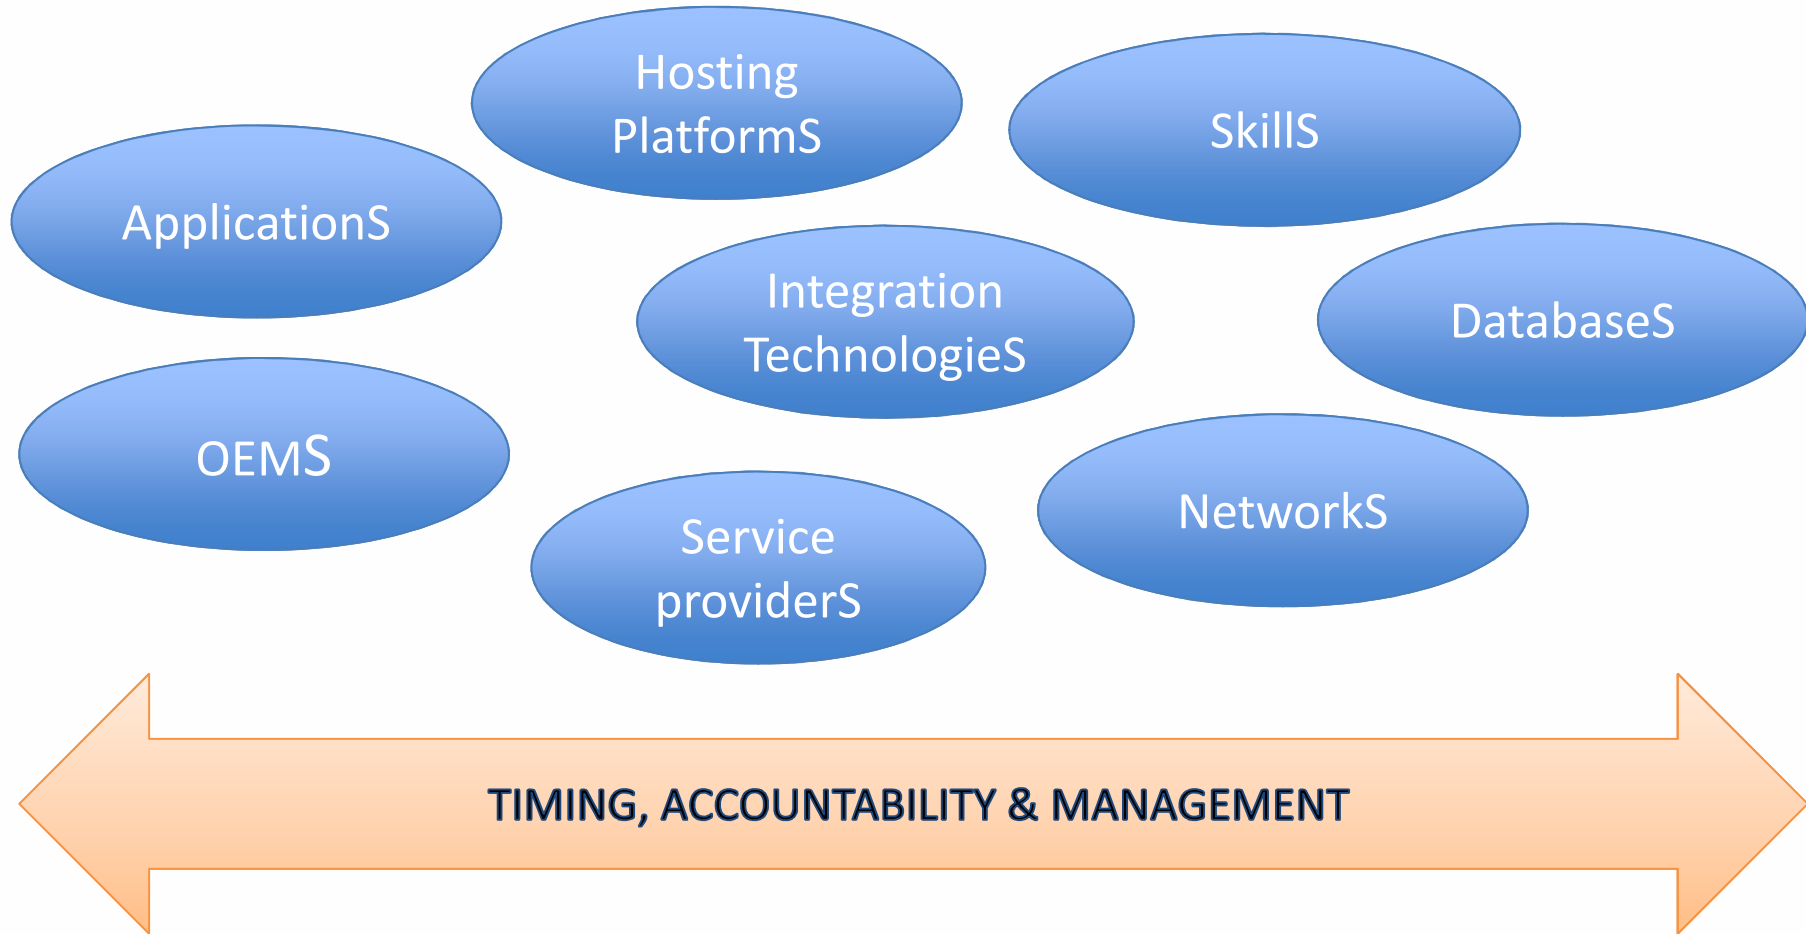 Hosting
PlatformS
SkillS
ApplicationS
Integration
TechnologieS
DatabaseS
OEMS
NetworkS
Service
providerS
TIMING, ACCOUNTABILITY & MANAGEMENT